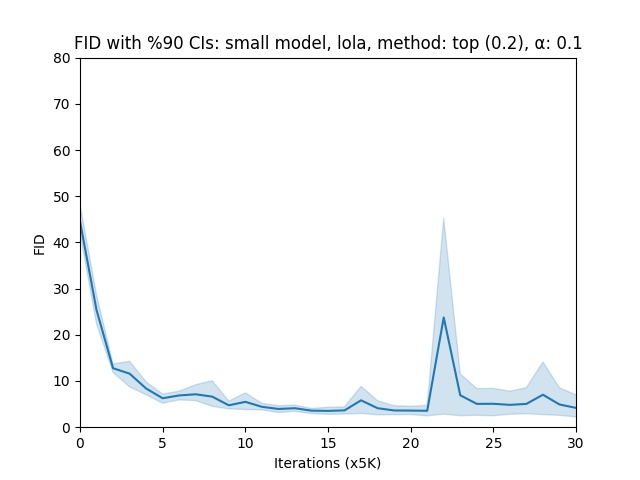 FID with %90 CIs: small model, lola, method: top (0.2), α: 0.1
80
70
60
50
40
30
20
10
0
FID
0 5 10 15 20 25 30
Iterations (x5K)